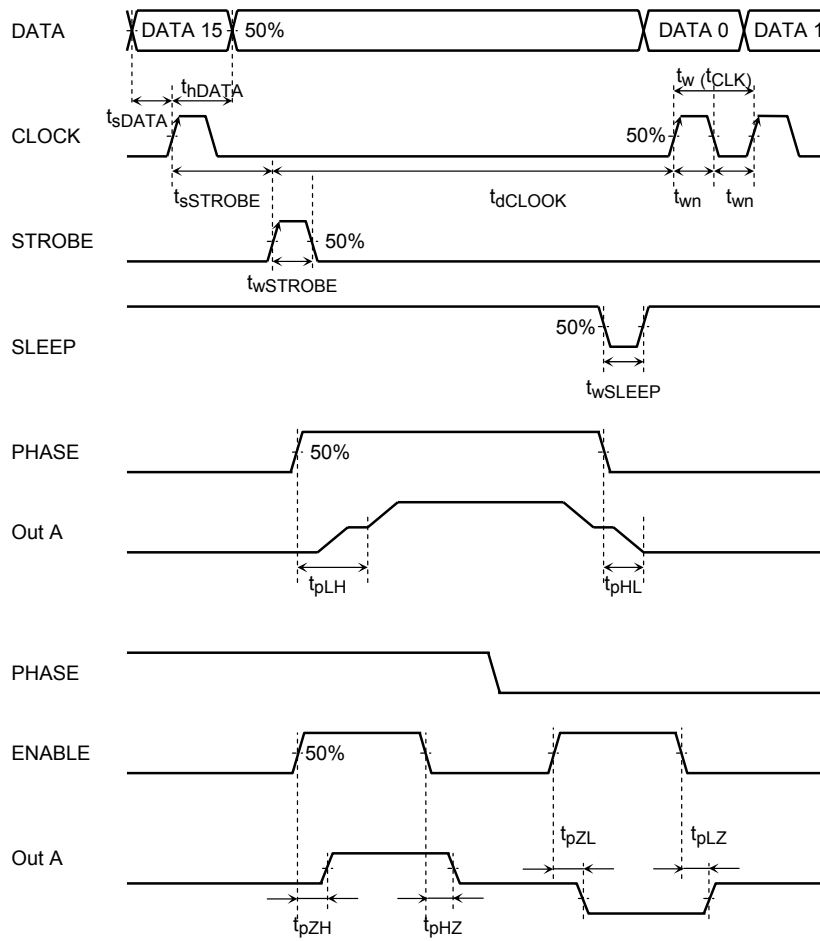 DATA DATA 15 50% DATA 0 DATA 1
thDATA tw (tCLK)
tsDATA
CLOCK 50%
tsSTROBE tdCLOOK twn twn
STROBE 50%
twSTROBE
50%
SLEEP
twSLEEP
PHASE 50%
Out A
tpLH tpHL
PHASE
ENABLE 50%
tpZL tpLZ
Out A
tpZH tpHZ